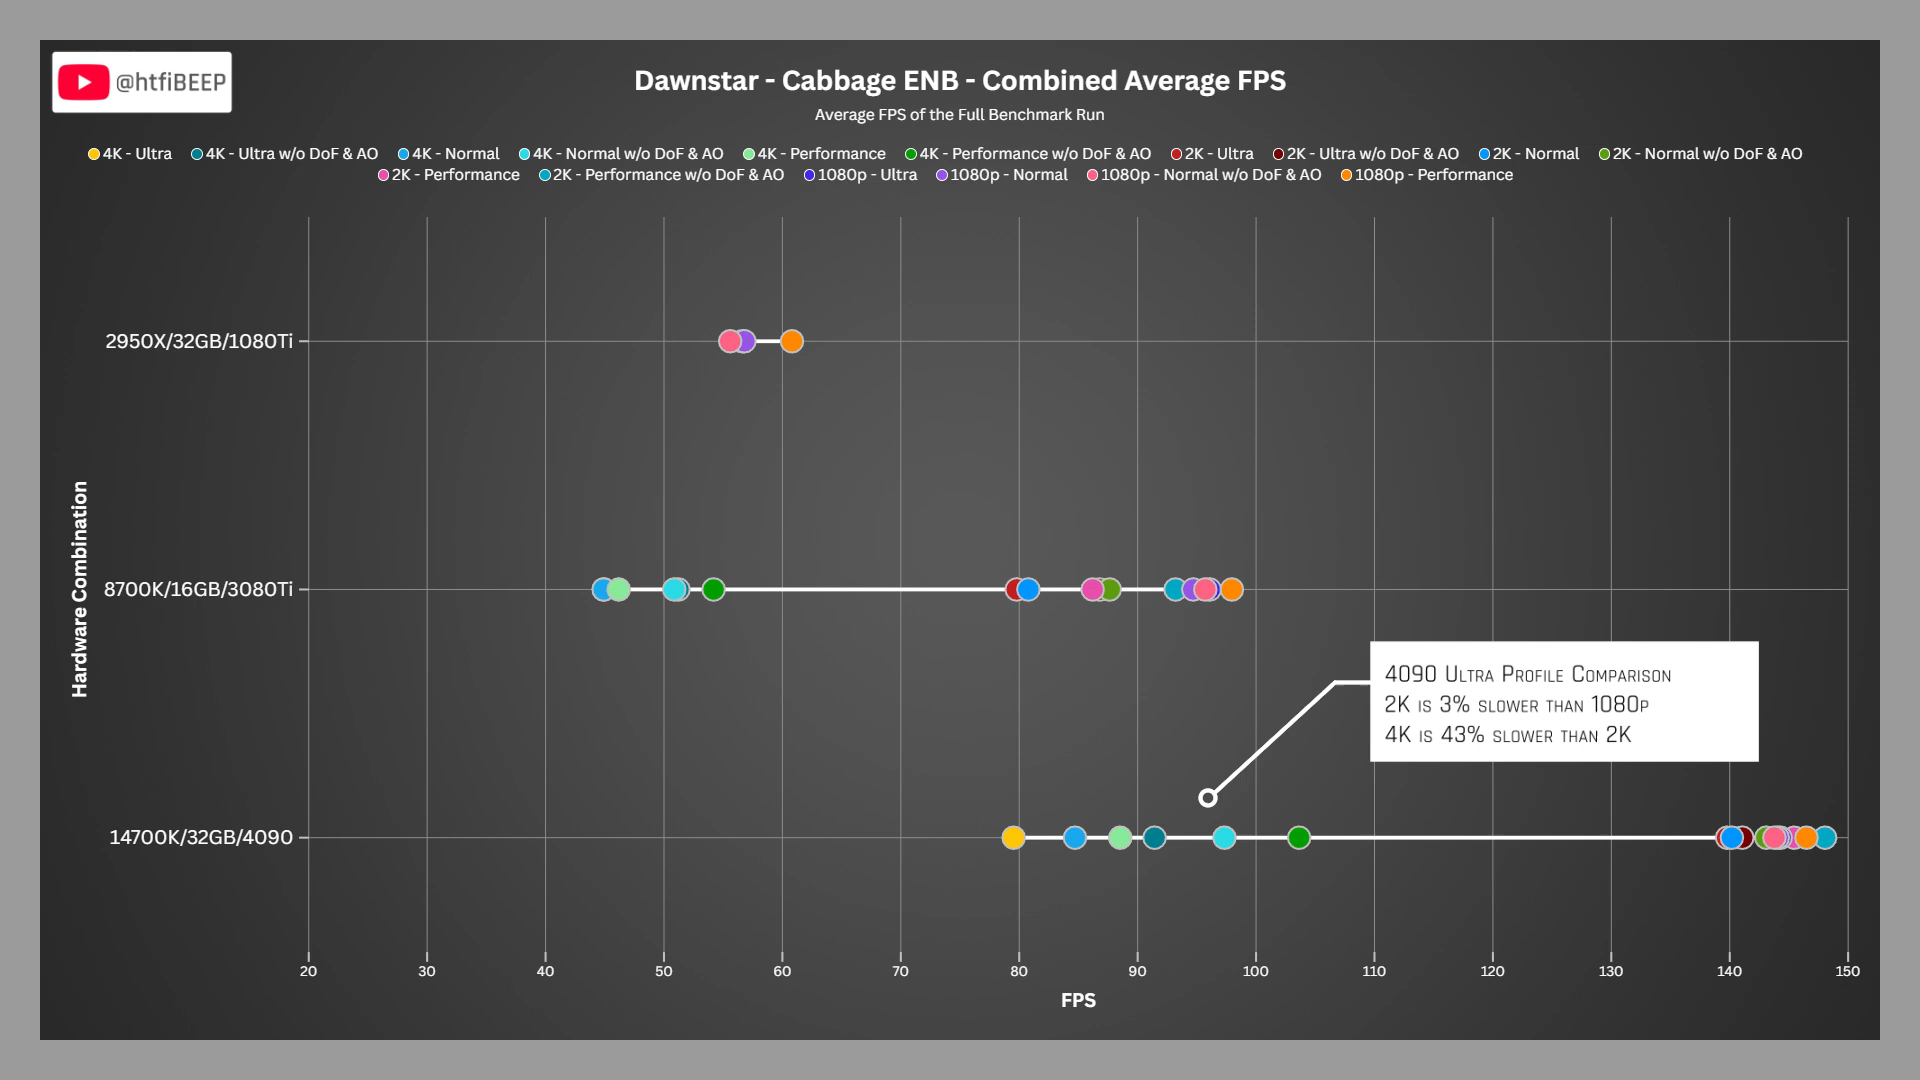 @htfiBEEP
Dawnstar - Cabbage ENB - Combined Average FPS
Average FPS of the Full Benchmark Run
4K - Ultra 4K - Ultra w/o DoF & AO 4K - Normal 4K - Normal w/o DoF & AO 4K - Performance 4K - Performance w/o DoF & AO 2K - Ultra 2K - Ultra w/o DoF & AO 2K - Normal 2K - Normal w/o DoF & AO
2K - Performance 2K - Performance w/o DoF & AO 1080p - Ultra 1080p - Normal 1080p - Normal w/o DoF & AO 1080p - Performance
Hardware Combination
2950X/32GB/1080Ti
8700K/16GB/3080Ti
4090 Ultra Profile Comparison
2K is 3% slower than 1080p
4K is 43% slower than 2K
14700K/32GB/4090
20 30 40 50 60 70 80 90 100 110 120 130 140 150
FPS